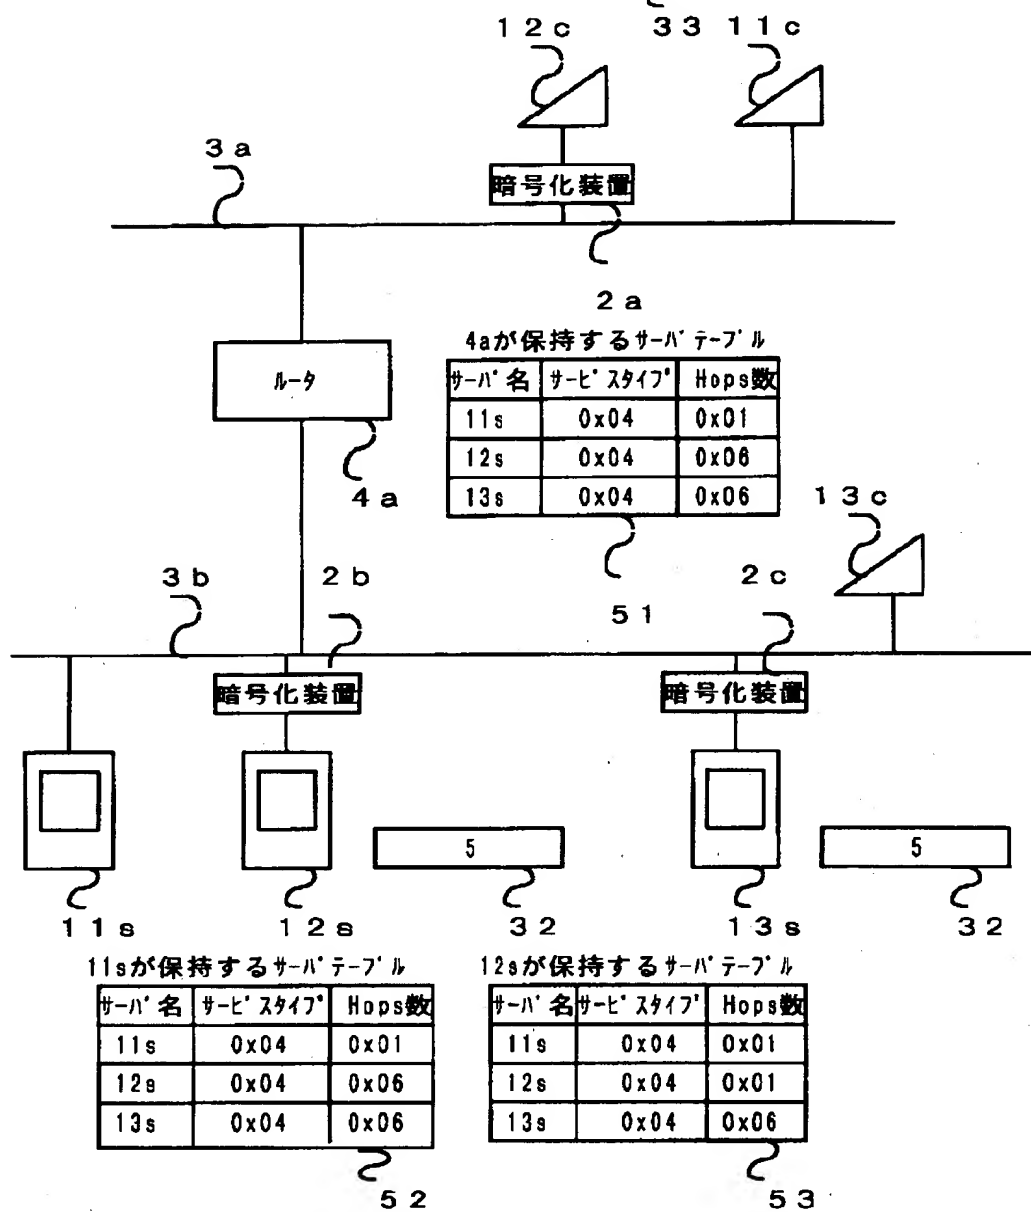 33
12c
11c
3a
暗号化装置
2a
4aが保持するサーバテーブル
ルータ
サーバ名 サービスタイプ Hops数
11s 0x04 0x01
12s 0x04 0x06
13s 0x04 0x06
4a
13c
3b
2b
51
2c
暗号化装置
暗号化装置
5
5
11s
12s
32
13s
32
11sが保持するサーバテーブル
サーバ名 サービスタイプ Hops数
11s 0x04 0x01
12s 0x04 0x06
13s 0x04 0x06
52
12sが保持するサーバテーブル
サーバ名 サービスタイプ Hops数
11s 0x04 0x01
12s 0x04 0x01
13s 0x04 0x06
53